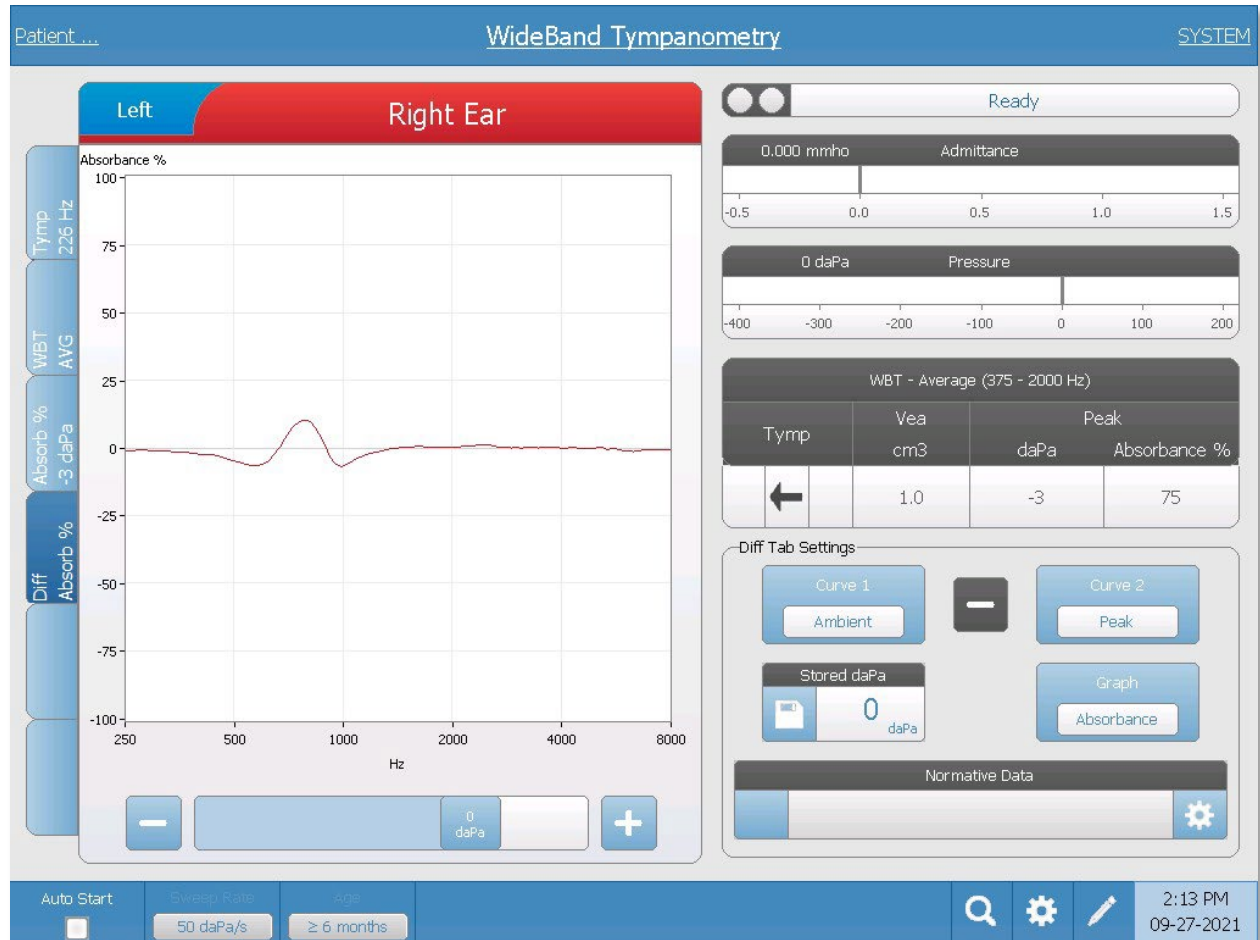 Patient ...
WideBand Tympanometry
SYSTEM
Left
Right Ear
Tymp
226 Hz
WBT
AVG
Absorb %
-3 daPa
Diff
Absorb %
Absorbance %
100
75
50
25
0
-25
-50
-75
-100
250 500 1000 2000 4000 8000
Hz
0
daPa
Ready
0.000 mmho Admittance
-0.5 0.0 0.5 1.0 1.5
0 daPa Pressure
-400 -300 -200 -100 0 100 200
WBT - Average (375 - 2000 Hz)
Tymp
Vea
cm3
Peak
daPa Absorbance %
1.0 -3 75
Diff Tab Settings
Curve 1
Ambient
Curve 2
Peak
Stored daPa
0
daPa
Graph
Absorbance
Normative Data
Auto Start
Sweep Rate
50 daPa/s
Age
≥ 6 months
2:13 PM
09-27-2021